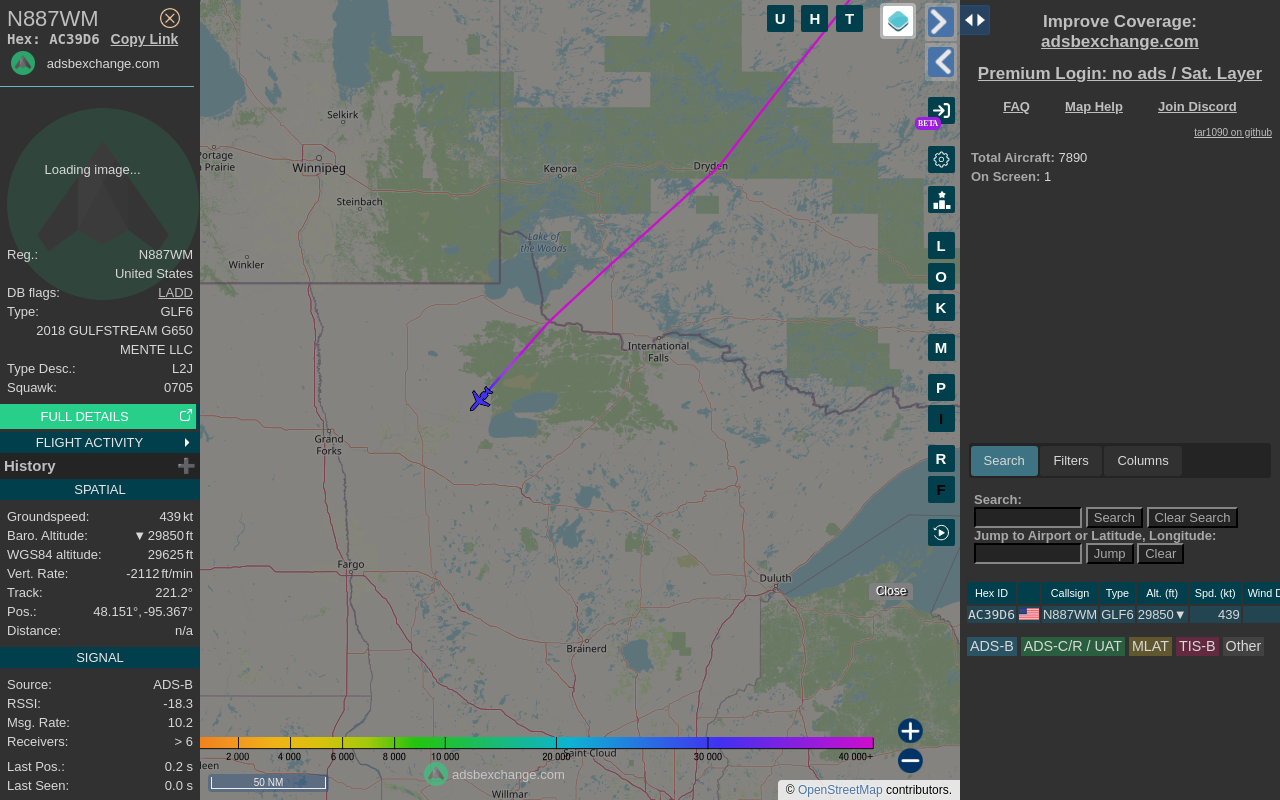 N887WM
Hex: AC39D6 Copy Link
adsbexchange.com
Loading image...
Reg.: N887WM
United States
DB flags: LADD
Type: GLF6
2018 GULFSTREAM G650
MENTE LLC
Type Desc.: L2J
Squawk: 0705
FULL DETAILS
FLIGHT ACTIVITY
History
SPATIAL
Groundspeed: 439 kt
Baro. Altitude: ▼ 29850 ft
WGS84 altitude: 29625 ft
Vert. Rate: -2112 ft/min
Track: 221.2°
Pos.: 48.151°, -95.367°
Distance: n/a
SIGNAL
Source: ADS-B
RSSI: -18.3
Msg. Rate: 10.2
Receivers: > 6
Last Pos.: 0.2 s
Last Seen: 0.0 s
U H T
BETA
L
O
K
M
P
I
R
F
Selkirk
Portage
Prairie
Winnipeg
Steinbach
Winkler
Kenora
Dryden
Lake of
the Woods
International
Falls
Grand
Forks
Fargo
Duluth
Close
Brainerd
Saint Cloud
Willmar
2 000 4 000 6 000 8 000 10 000 20 000 30 000 40 000+
adsbexchange.com
50 NM
© OpenStreetMap contributors.
Improve Coverage:
adsbexchange.com
Premium Login: no ads / Sat. Layer
FAQ Map Help Join Discord
tar1090 on github
Total Aircraft: 7890
On Screen: 1
Search Filters Columns
Search:
Search Clear Search
Jump to Airport or Latitude, Longitude:
Jump Clear
Hex ID Callsign Type Alt. (ft) Spd. (kt) Wind D
AC39D6 N887WM GLF6 29850▼ 439
ADS-B ADS-C/R / UAT MLAT TIS-B Other